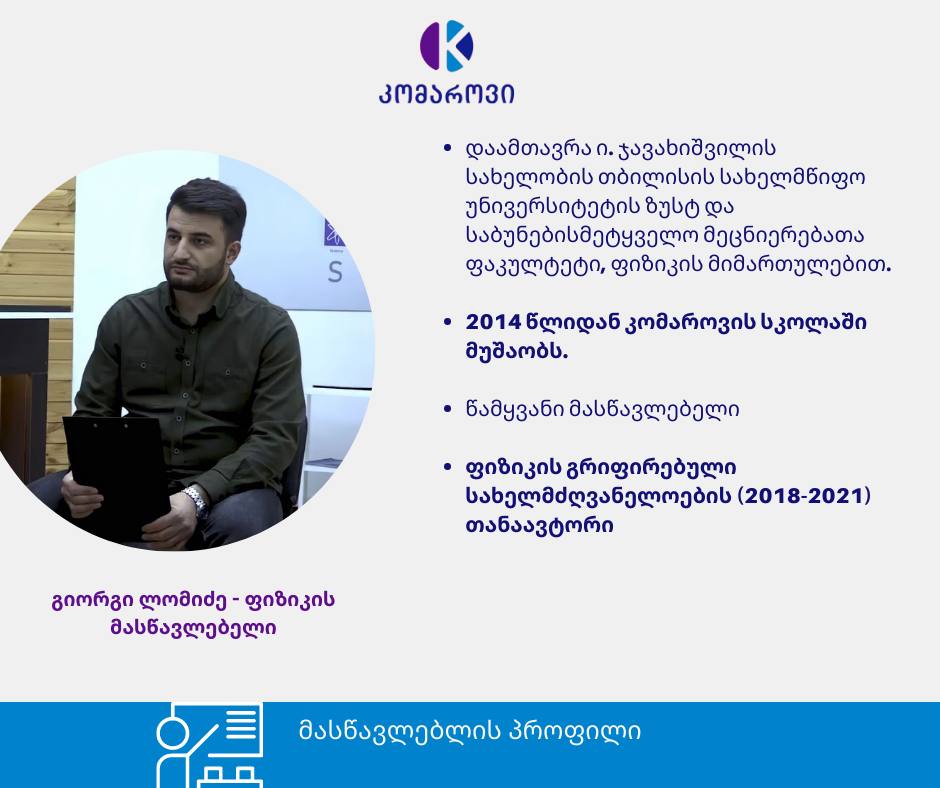 კომაროვი
დაამთავრა ი. ჯავახიშვილის
სახელობის თბილისის სახელმწიფო
უნივერსიტეტის ზუსტ და
საბუნებისმეტყველო მეცნიერებათა
ფაკულტეტი, ფიზიკის მიმართულებით.
2014 წლიდან კომაროვის სკოლაში
მუშაობს.
წამყვანი მასწავლებელი
ფიზიკის გრიფირებული
სახელმძღვანელოების (2018-2021)
თანაავტორი
S
გიორგი ლომიძე - ფიზიკის
მასწავლებელი
მასწავლებლის პროფილი